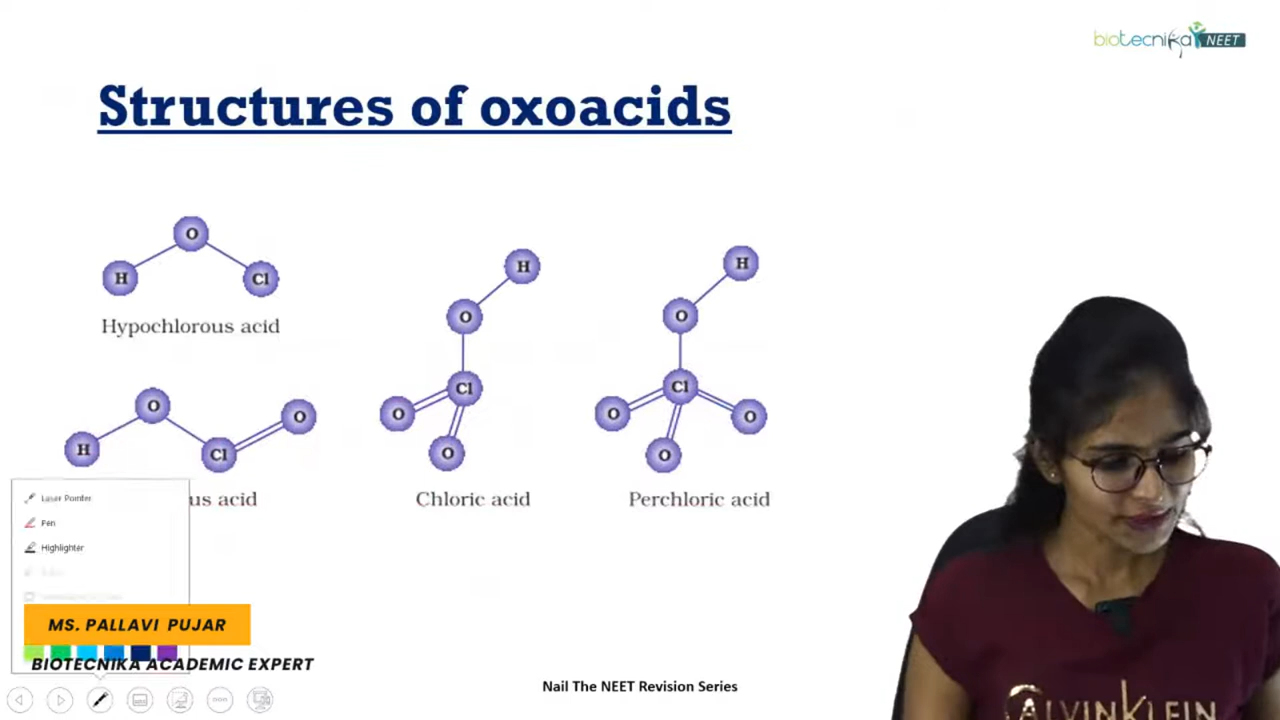 biotecnika NEET
Structures of oxoacids
O
H Cl
Hypochlorous acid
O O
H Cl
us acid
H
O
Cl
O
O
Chloric acid
H
O
Cl
O O
O
Perchloric acid
Laser Pointer
Pen
Highlighter
MS. PALLAVI PUJAR
BIOTECNIKA ACADEMIC EXPERT
Nail The NEET Revision Series
ALVINKLEIN